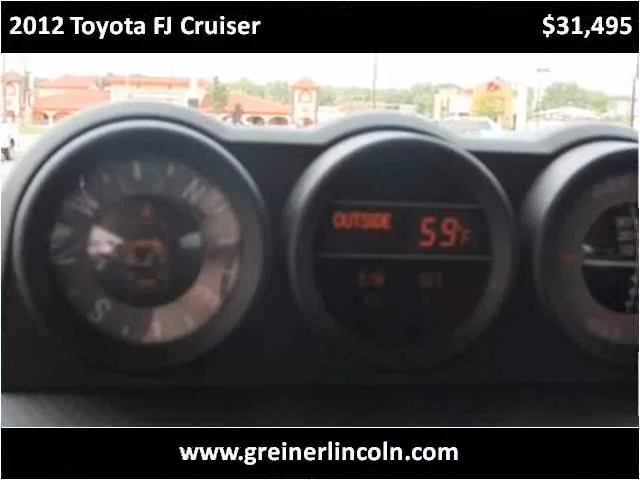 2012 Toyota FJ Cruiser $31,495
N
W
S
OUTSIDE 59°F
www.greinerlincoln.com